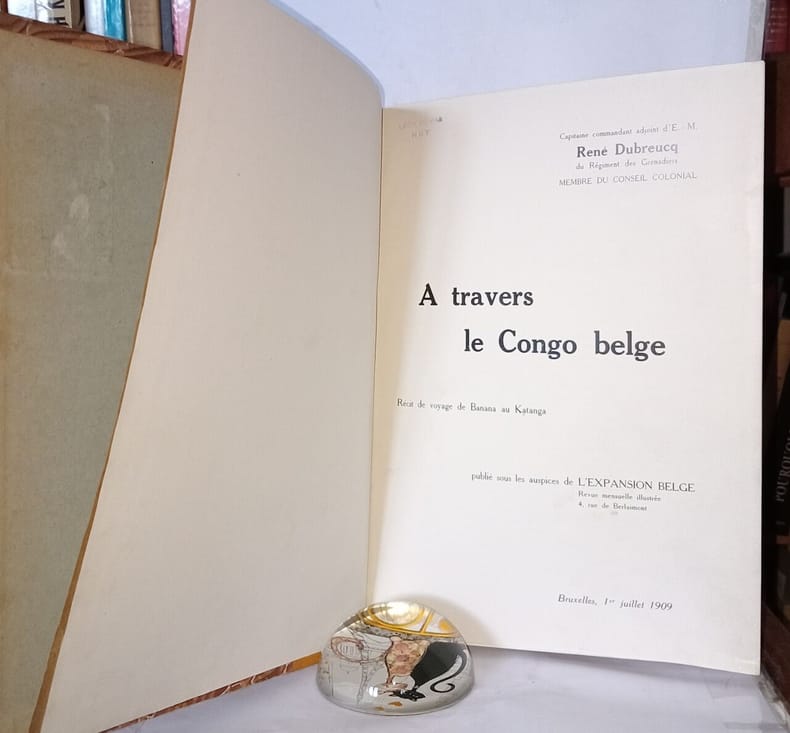 Capitaine commandant adjoint d'E. M.
René Dubreucq
du Régiment des Grenadiers
MEMBRE DU CONSEIL COLONIAL
A travers
le Congo belge
Récit de voyage de Banana au Katanga
publié sous les auspices de L'EXPANSION BELGE
Revue mensuelle illustrée
4, rue de Berlaimont
Bruxelles, 1er juillet 1909